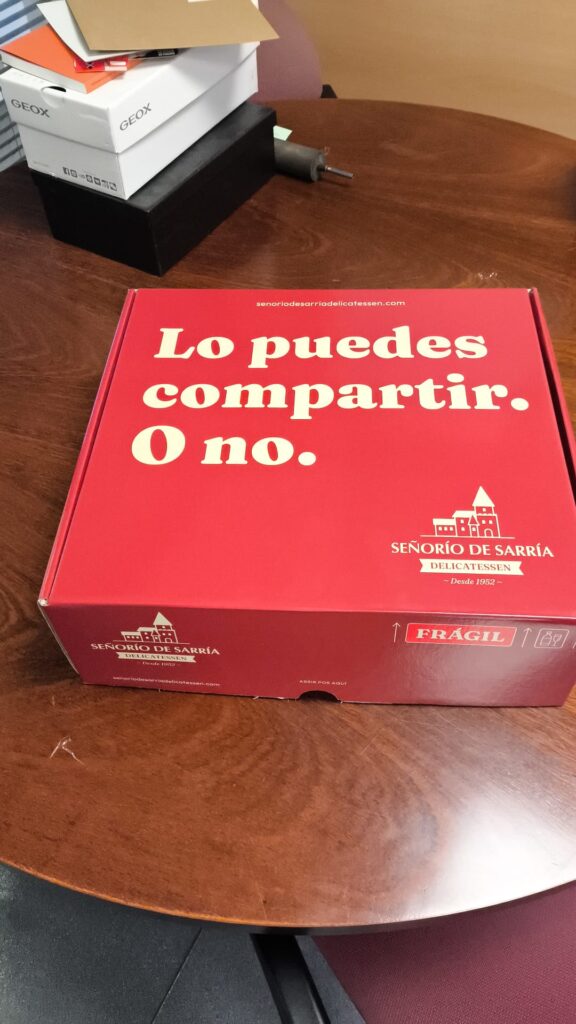 GEOX
GEOX
senoriodesarriadelicatessen.com
Lo puedes
compartir.
O no.
SEÑORÍO DE SARRÍA
DELICATESSEN
~ Desde 1952 ~
SEÑORÍO DE SARRÍA
DELICATESSEN
Desde 1952
senoriodesarriadelicatessen.com
ABRIR POR AQUÍ
FRÁGIL